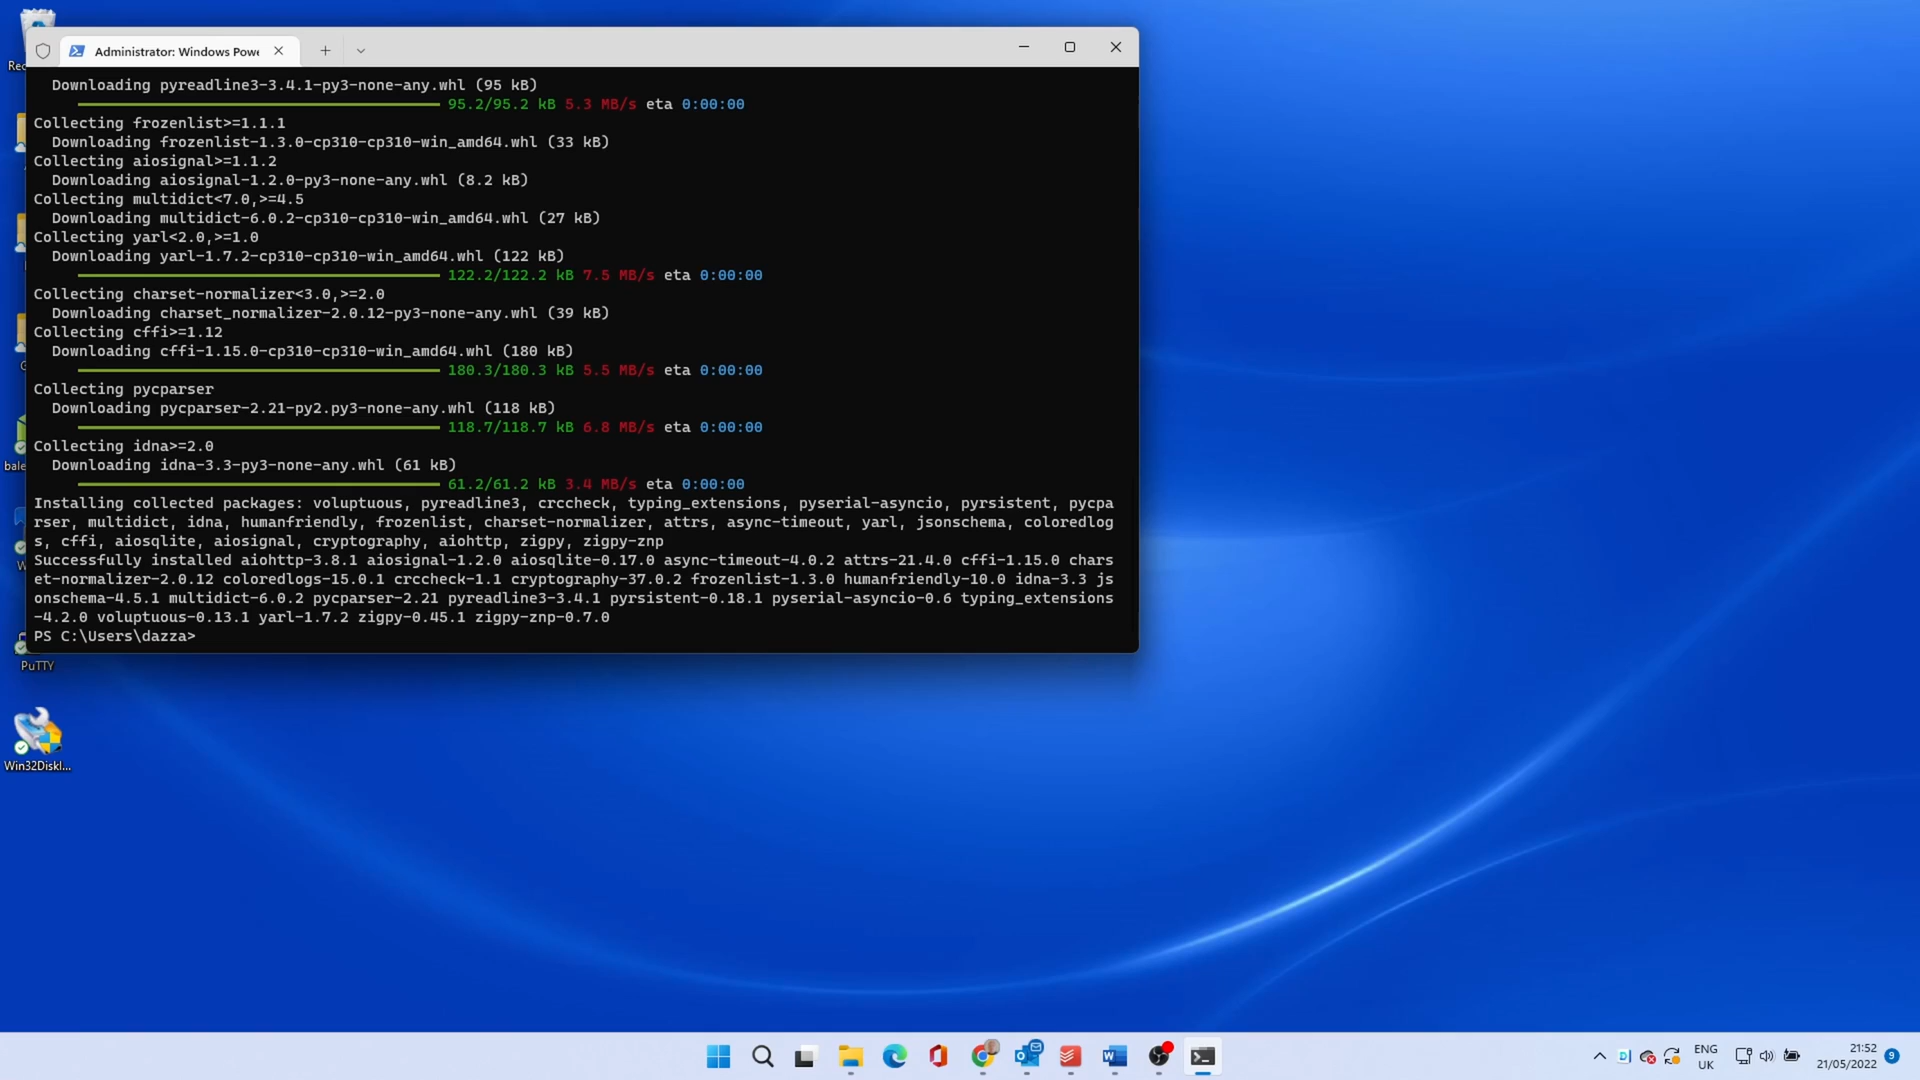 Administrator: Windows Powe
Downloading pyreadline3-3.4.1-py3-none-any.whl (95 kB)
95.2/95.2 kB 5.3 MB/s eta 0:00:00
Collecting frozenlist>=1.1.1
Downloading frozenlist-1.3.0-cp310-cp310-win_amd64.whl (33 kB)
Collecting aiosignal>=1.1.2
Downloading aiosignal-1.2.0-py3-none-any.whl (8.2 kB)
Collecting multidict<7.0,>=4.5
Downloading multidict-6.0.2-cp310-cp310-win_amd64.whl (27 kB)
Collecting yarl<2.0,>=1.0
Downloading yarl-1.7.2-cp310-cp310-win_amd64.whl (122 kB)
122.2/122.2 kB 7.5 MB/s eta 0:00:00
Collecting charset-normalizer<3.0,>=2.0
Downloading charset_normalizer-2.0.12-py3-none-any.whl (39 kB)
Collecting cffi>=1.12
Downloading cffi-1.15.0-cp310-cp310-win_amd64.whl (180 kB)
180.3/180.3 kB 5.5 MB/s eta 0:00:00
Collecting pycparser
Downloading pycparser-2.21-py2.py3-none-any.whl (118 kB)
118.7/118.7 kB 6.8 MB/s eta 0:00:00
Collecting idna>=2.0
Downloading idna-3.3-py3-none-any.whl (61 kB)
61.2/61.2 kB 3.4 MB/s eta 0:00:00
Installing collected packages: voluptuous, pyreadline3, crccheck, typing_extensions, pyserial-asyncio, pyrsistent, pycpa
rser, multidict, idna, humanfriendly, frozenlist, charset-normalizer, attrs, async-timeout, yarl, jsonschema, coloredlog
s, cffi, aiosqlite, aiosignal, cryptography, aiohttp, zigpy, zigpy-znp
Successfully installed aiohttp-3.8.1 aiosignal-1.2.0 aiosqlite-0.17.0 async-timeout-4.0.2 attrs-21.4.0 cffi-1.15.0 chars
et-normalizer-2.0.12 coloredlogs-15.0.1 crccheck-1.1 cryptography-37.0.2 frozenlist-1.3.0 humanfriendly-10.0 idna-3.3 js
onschema-4.5.1 multidict-6.0.2 pycparser-2.21 pyreadline3-3.4.1 pyrsistent-0.18.1 pyserial-asyncio-0.6 typing_extensions
-4.2.0 voluptuous-0.13.1 yarl-1.7.2 zigpy-0.45.1 zigpy-znp-0.7.0
PS C:\Users\dazza>
Rec
bale
PuTTY
Win32DiskI...
ENG
UK
21:52
21/05/2022
9